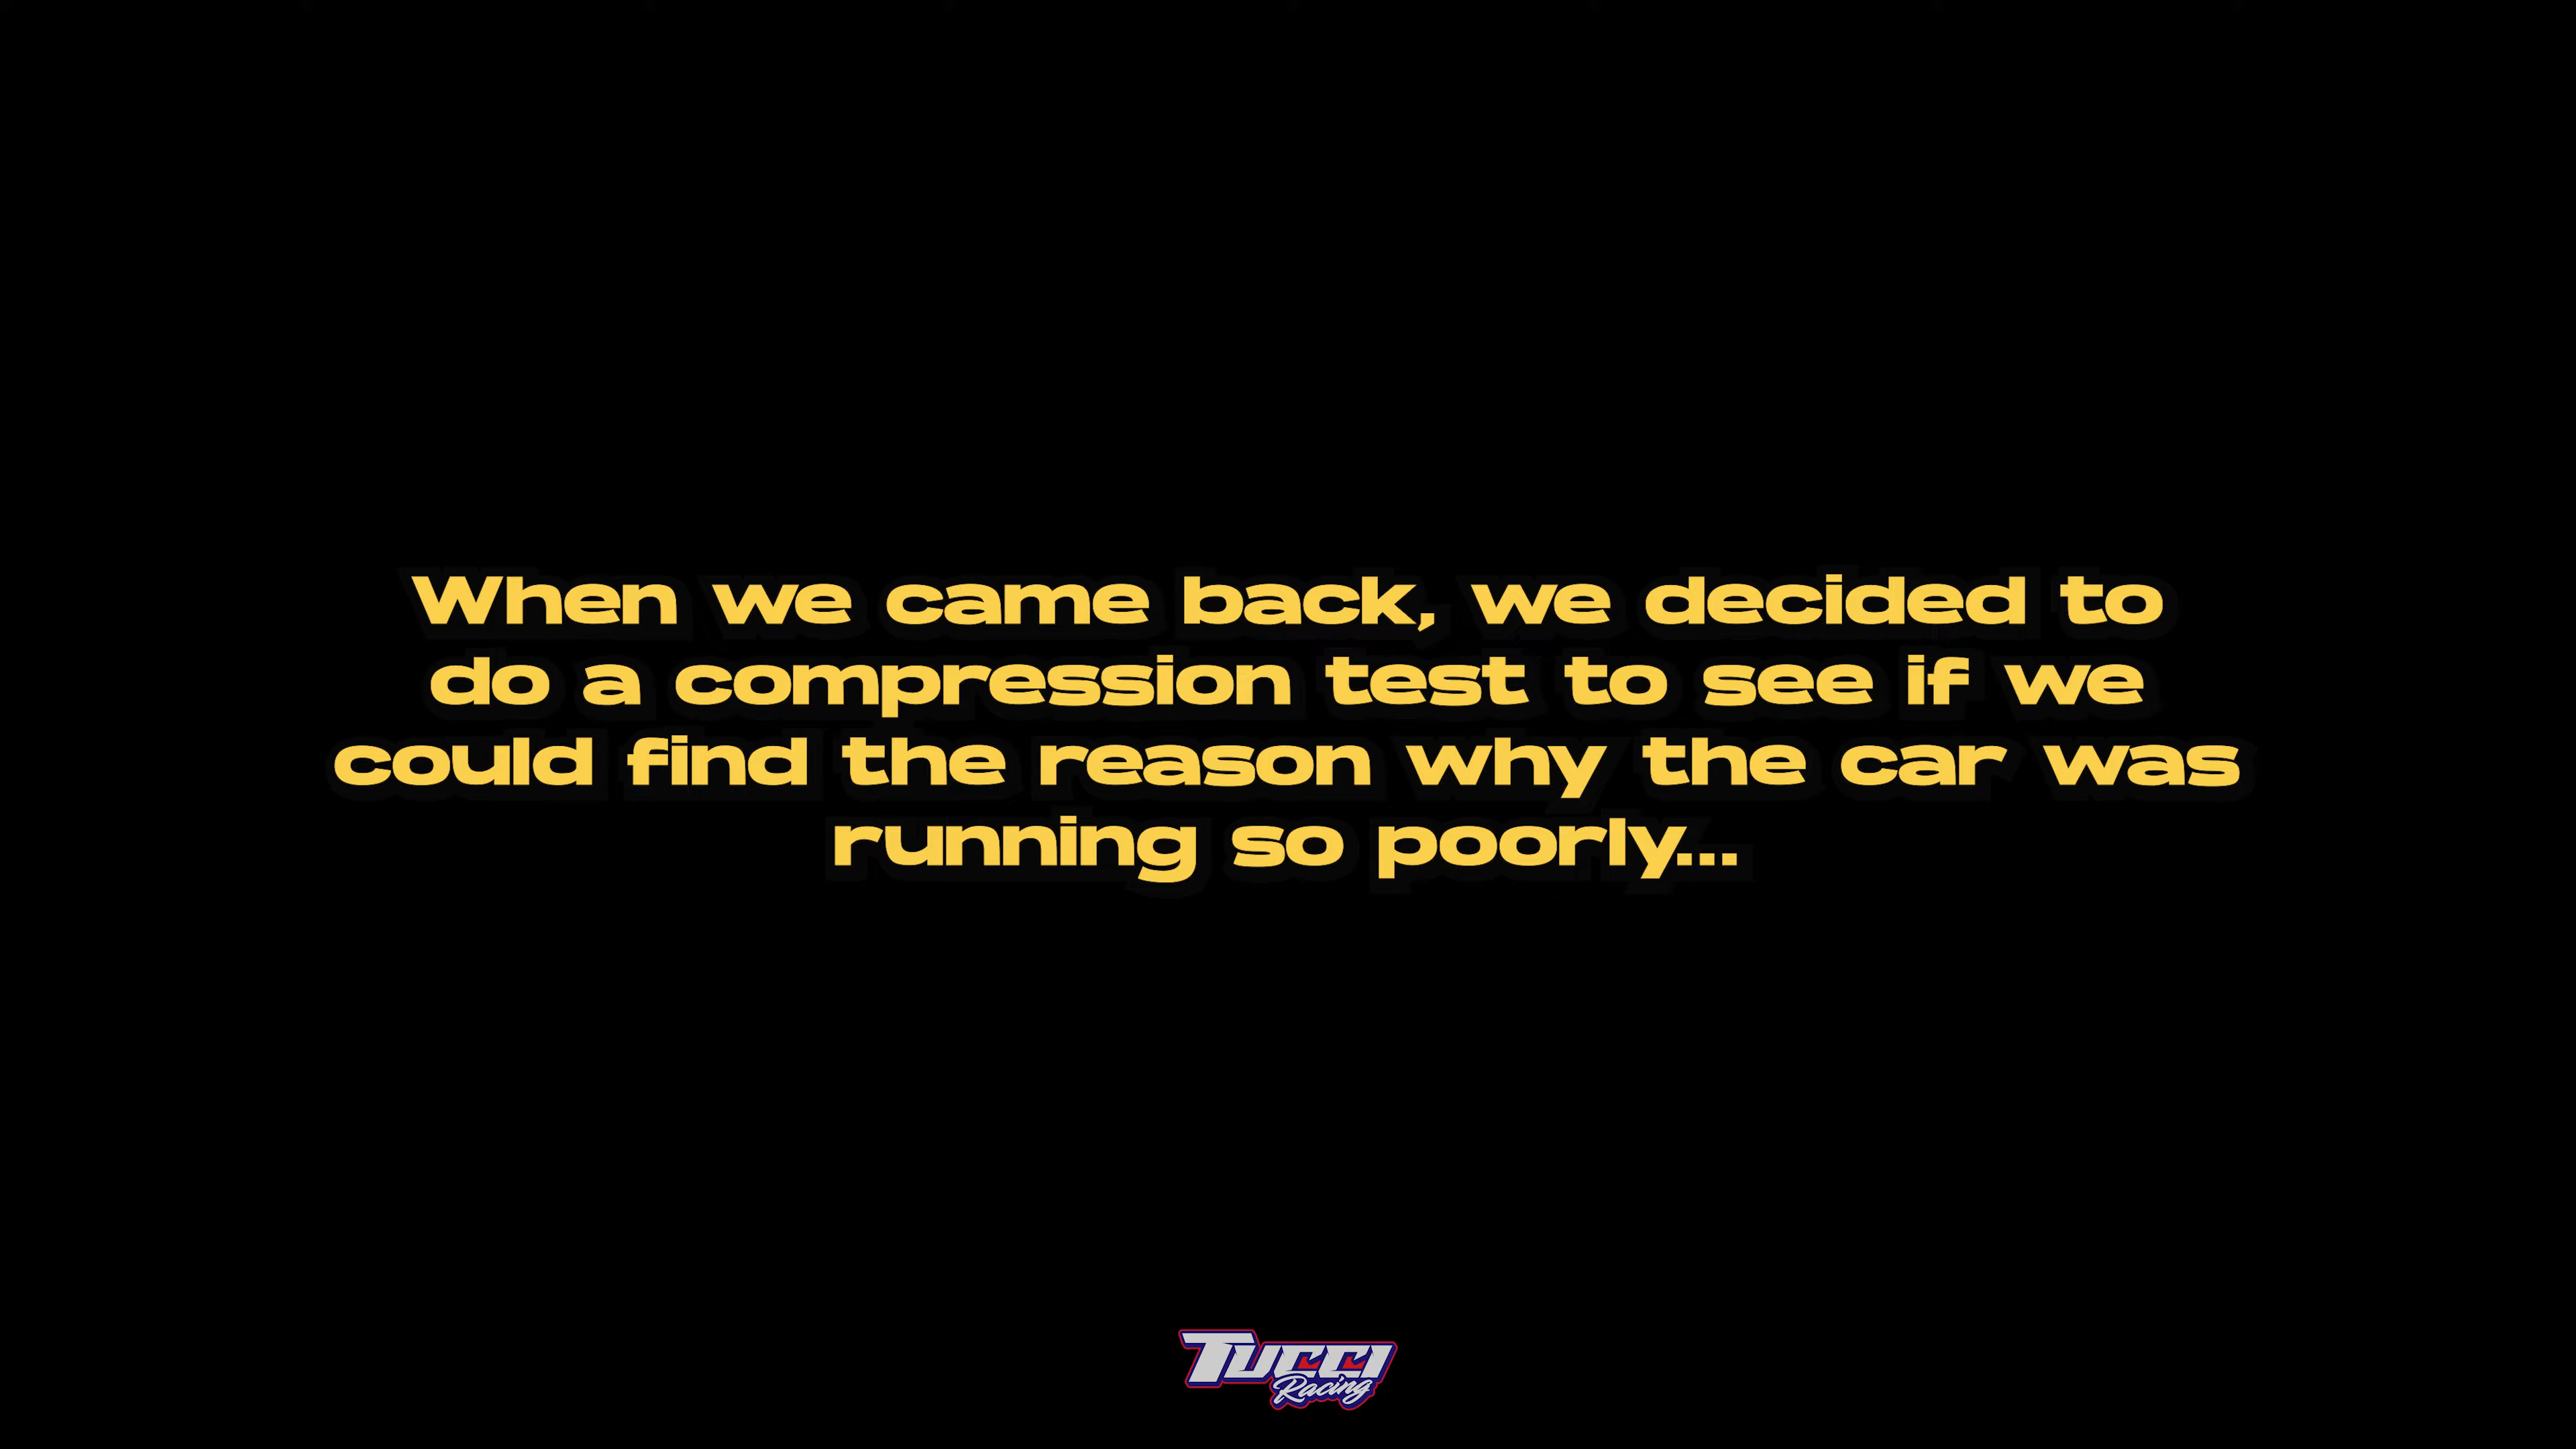 When we came back, we decided to
do a compression test to see if we
could find the reason why the car was
running so poorly...
TUCCI
Racing